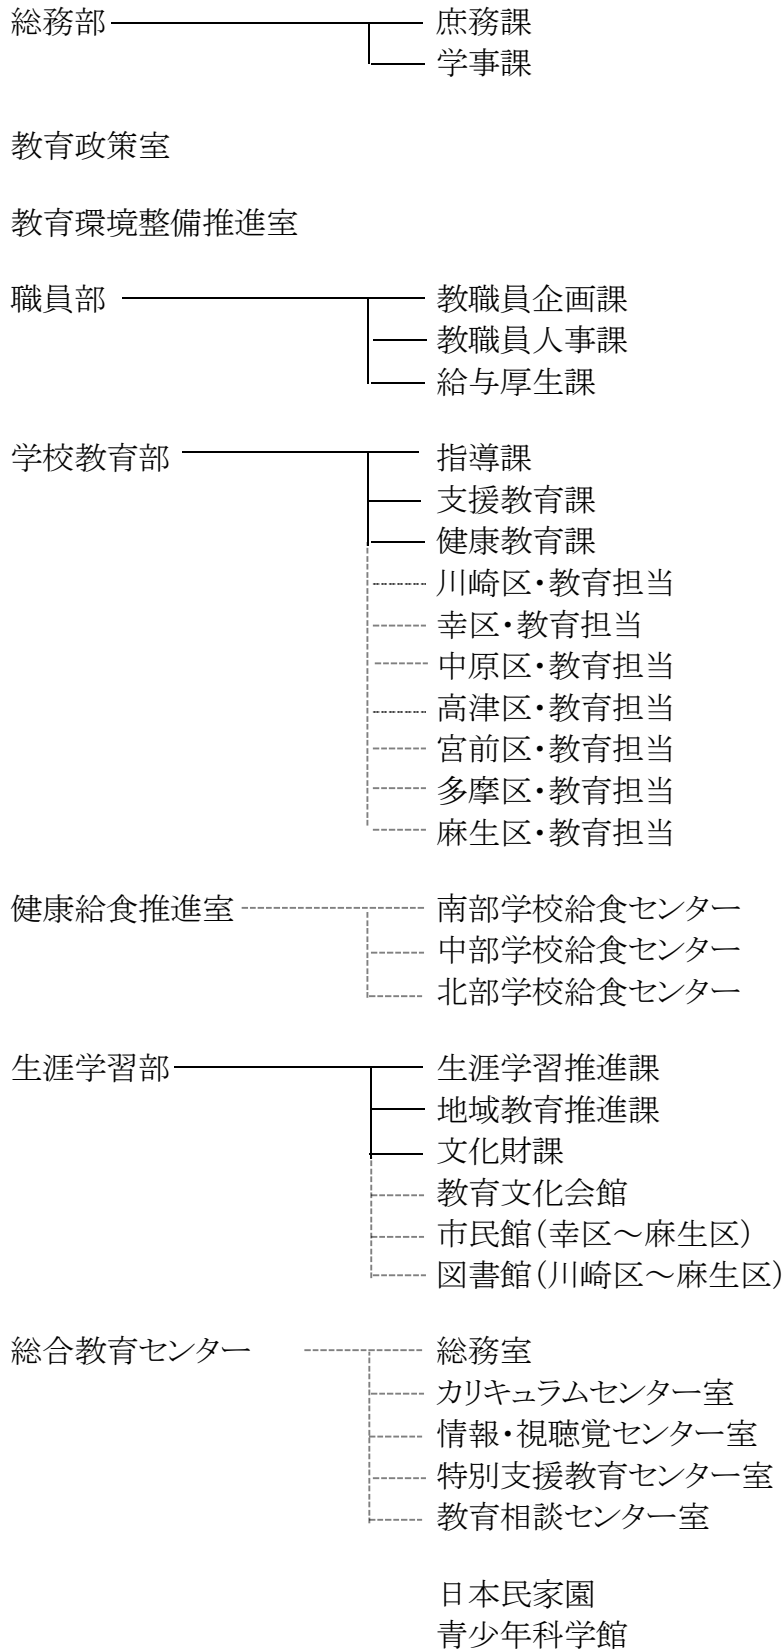 総務部 庶務課
学事課
教育政策室
教育環境整備推進室
職員部 教職員企画課
教職員人事課
給与厚生課
学校教育部 指導課
支援教育課
健康教育課
川崎区・教育担当
幸区・教育担当
中原区・教育担当
高津区・教育担当
宮前区・教育担当
多摩区・教育担当
麻生区・教育担当
健康給食推進室 南部学校給食センター
中部学校給食センター
北部学校給食センター
生涯学習部 生涯学習推進課
地域教育推進課
文化財課
教育文化会館
市民館(幸区～麻生区)
図書館(川崎区～麻生区)
総合教育センター 総務室
カリキュラムセンター室
情報・視聴覚センター室
特別支援教育センター室
教育相談センター室
日本民家園
青少年科学館